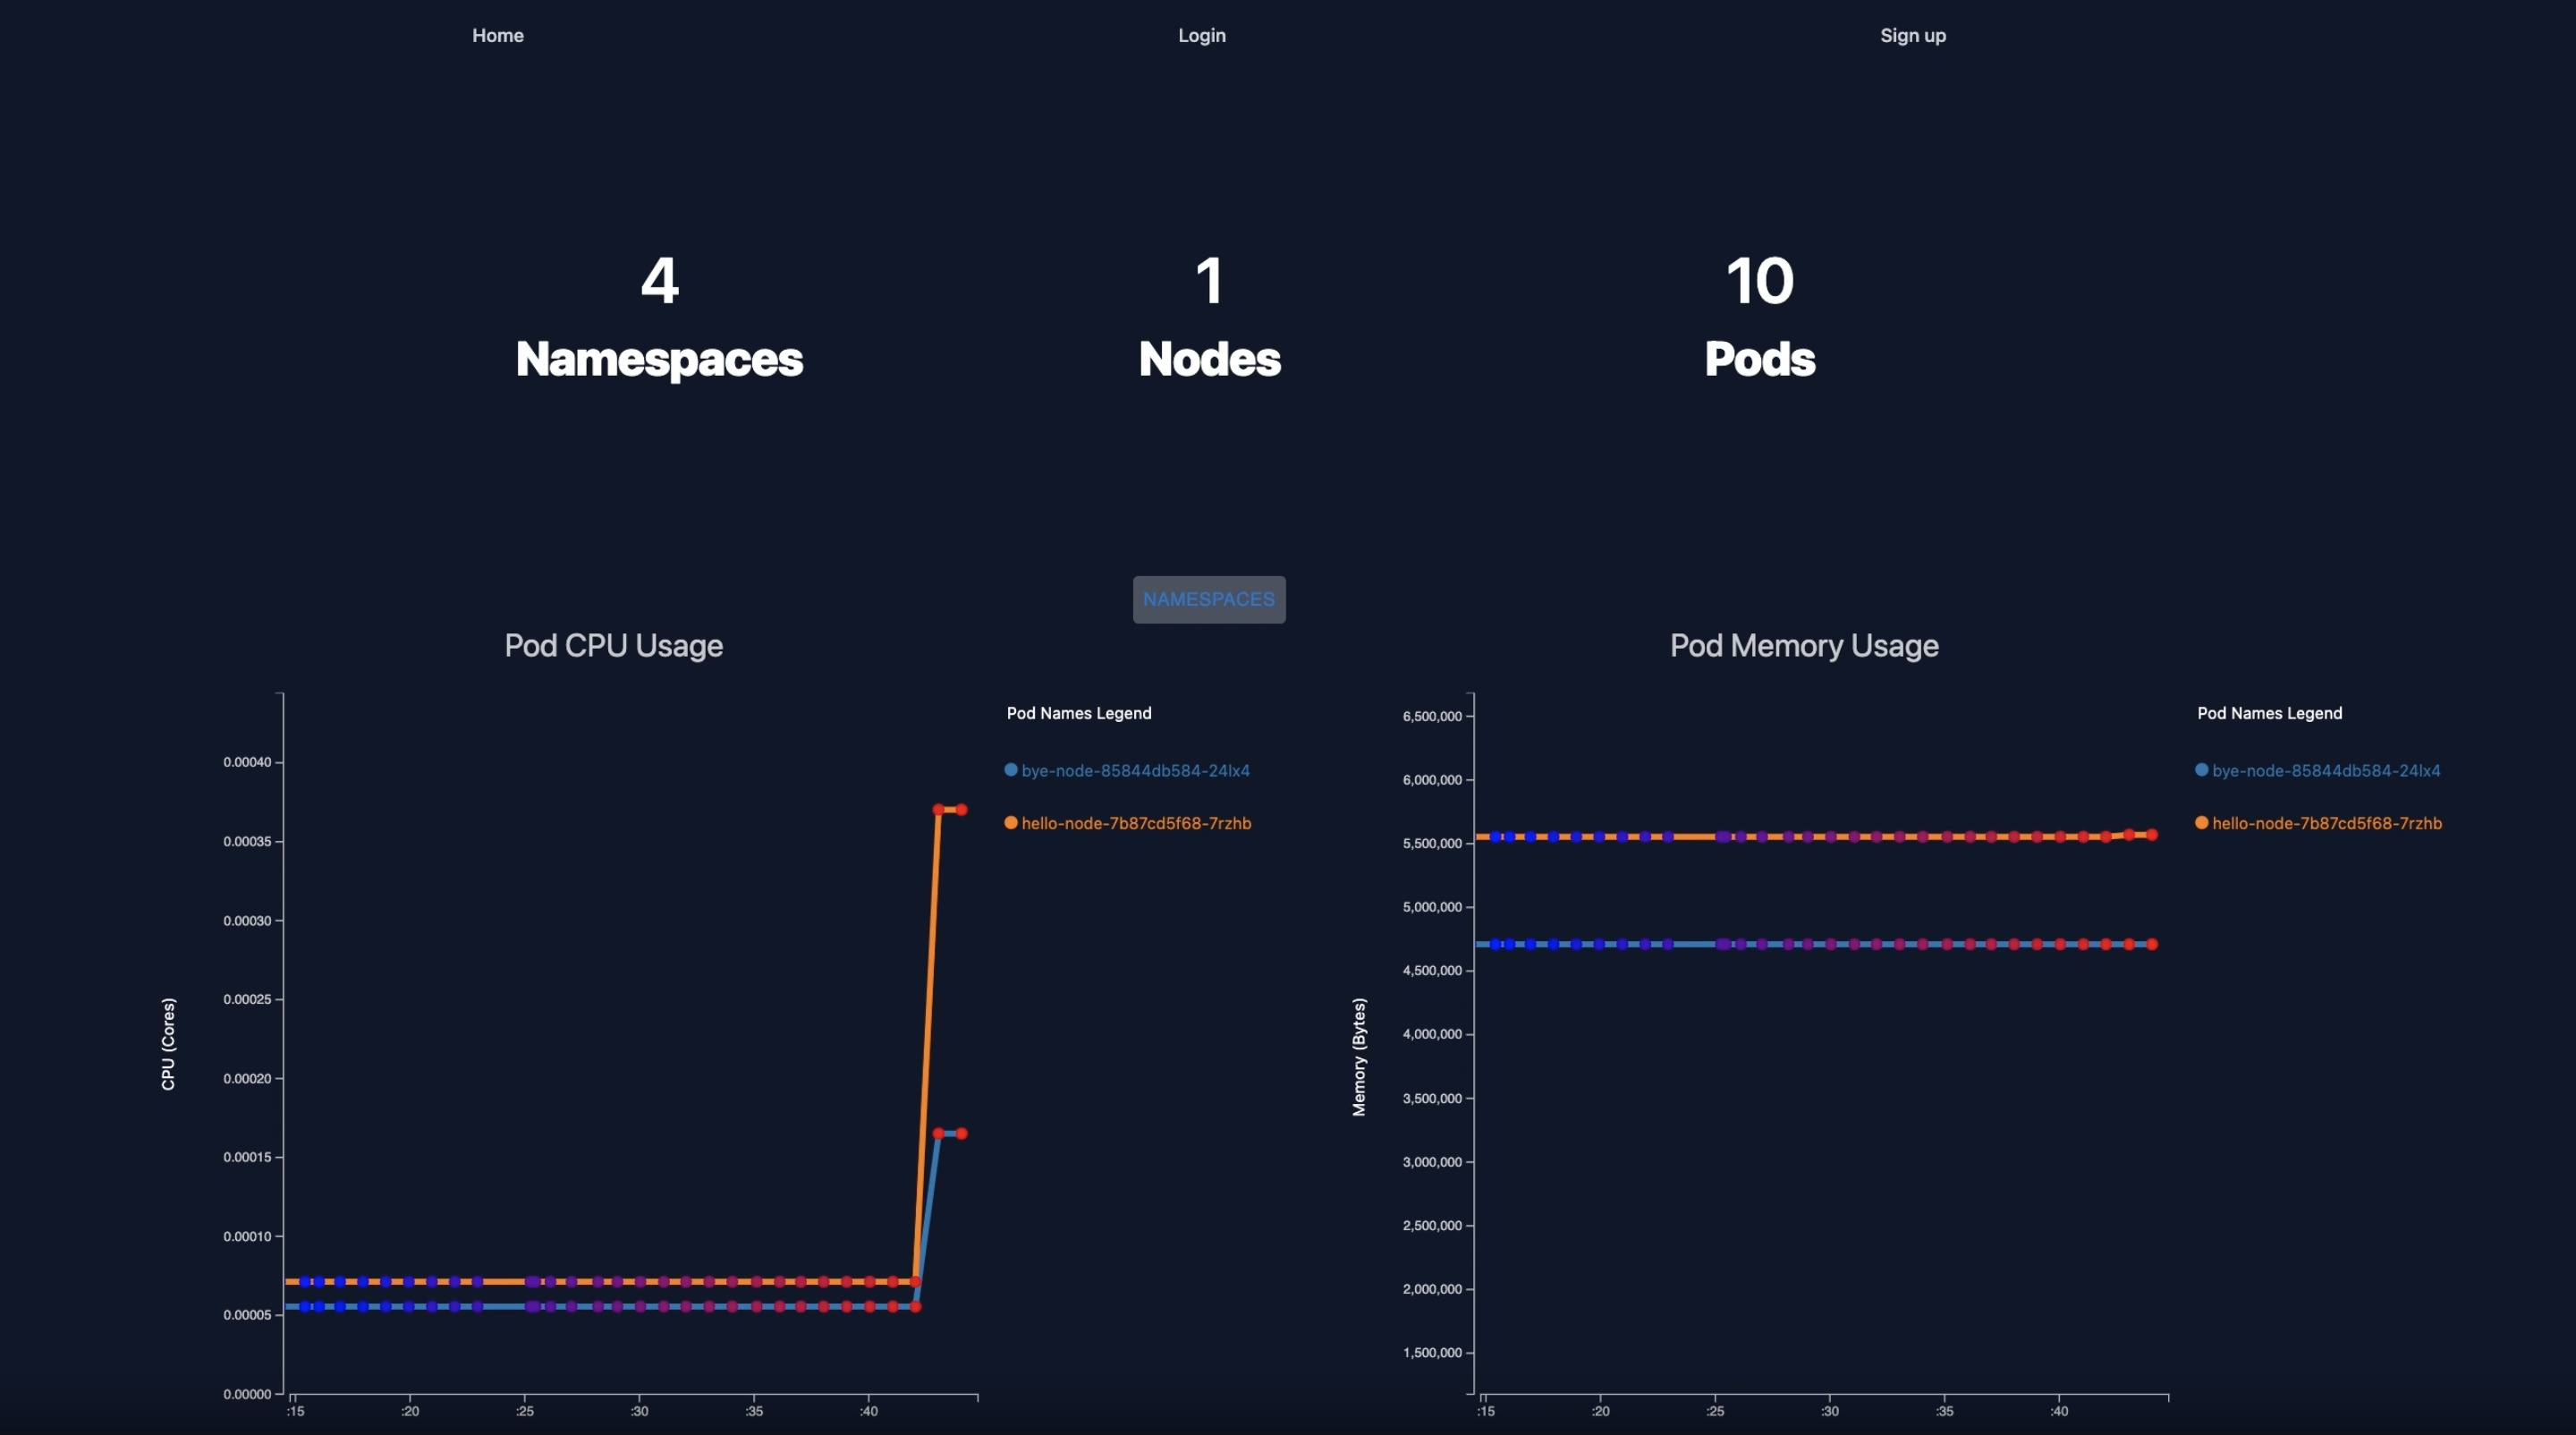 Home Login Sign up
4 1 10
Namespaces Nodes Pods
NAMESPACES
Pod CPU Usage
CPU (Cores)
0.00040
0.00035
0.00030
0.00025
0.00020
0.00015
0.00010
0.00005
0.00000
:15 :20 :25 :30 :35 :40
Pod Names Legend
bye-node-85844db584-24lx4
hello-node-7b87cd5f68-7rzhb
Pod Memory Usage
Memory (Bytes)
6,500,000
6,000,000
5,500,000
5,000,000
4,500,000
4,000,000
3,500,000
3,000,000
2,500,000
2,000,000
1,500,000
:15 :20 :25 :30 :35 :40
Pod Names Legend
bye-node-85844db584-24lx4
hello-node-7b87cd5f68-7rzhb